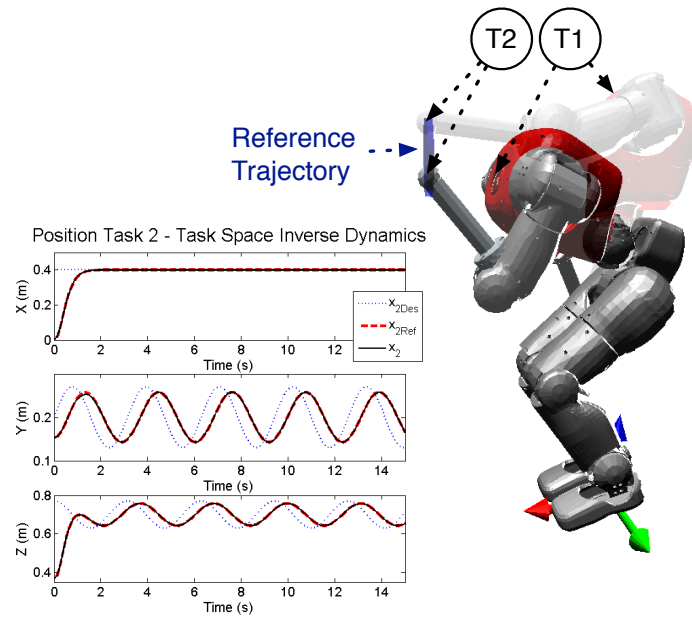 T2 T1
Reference
Trajectory
Position Task 2 - Task Space Inverse Dynamics
X (m)
0.4
0.2
0
0 2 4 6 8 10 12 14
Time (s)
x2Des
x2Ref
x2
Y (m)
0.2
0.1
0 2 4 6 8 10 12 14
Time (s)
Z (m)
0.8
0.6
0.4
0 2 4 6 8 10 12 14
Time (s)